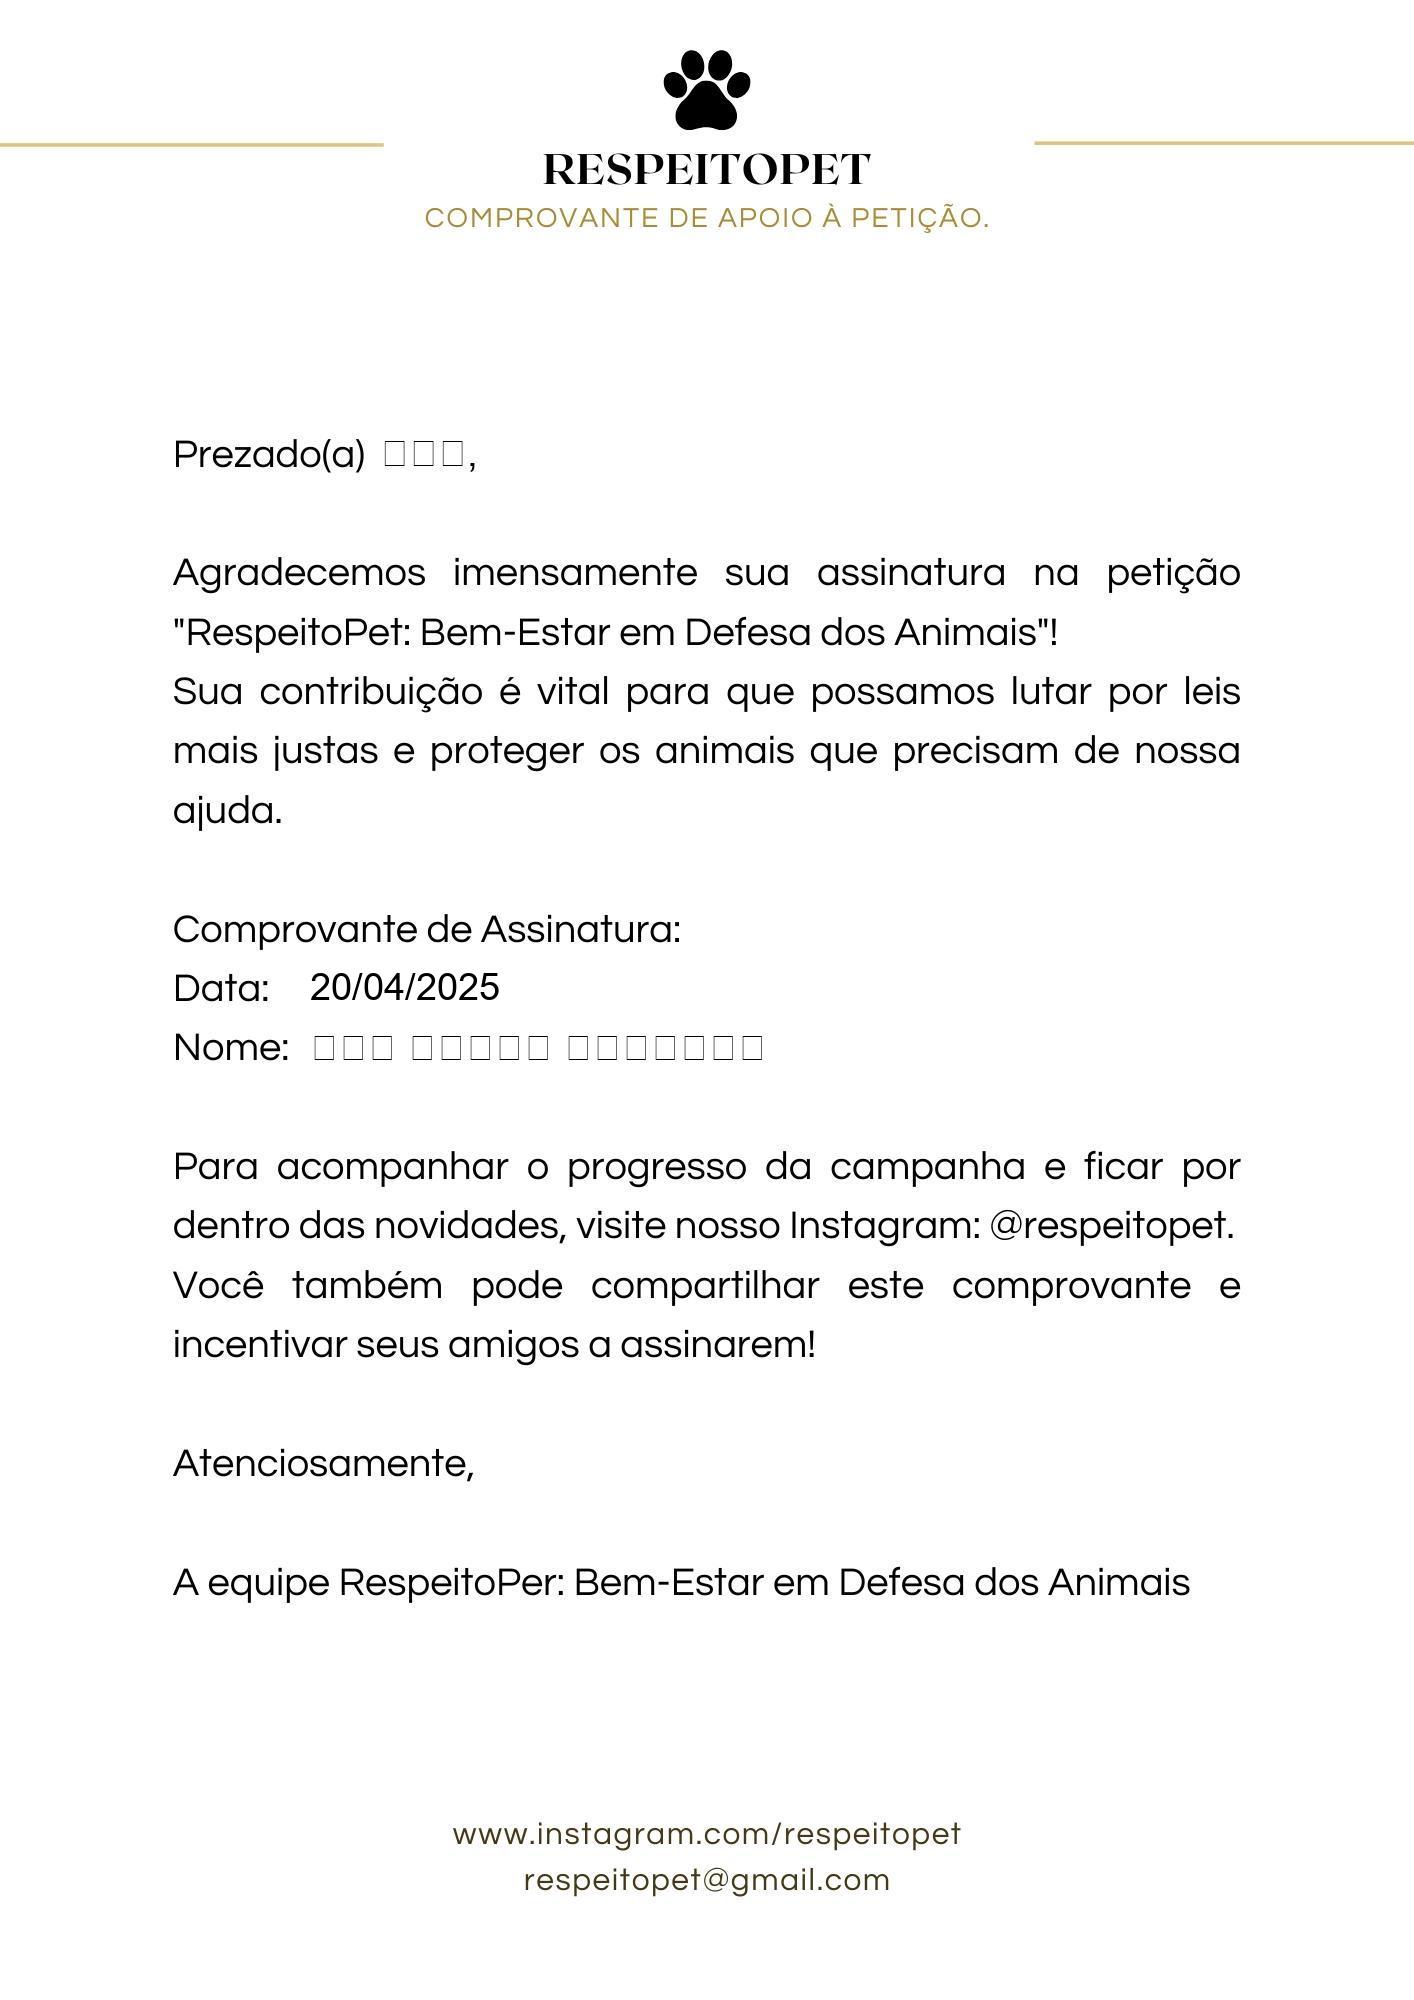 RESPEITOPET
COMPROVANTE DE APOIO À PETIÇÃO.
Prezado(a) □□□,
Agradecemos imensamente sua assinatura na petição
"RespeitoPet: Bem-Estar em Defesa dos Animais"!
Sua contribuição é vital para que possamos lutar por leis
mais justas e proteger os animais que precisam de nossa
ajuda.
Comprovante de Assinatura:
Data: 20/04/2025
Nome: □□□ □□□□□ □□□□□□□
Para acompanhar o progresso da campanha e ficar por
dentro das novidades, visite nosso Instagram: @respeitopet.
Você também pode compartilhar este comprovante e
incentivar seus amigos a assinarem!
Atenciosamente,
A equipe RespeitoPer: Bem-Estar em Defesa dos Animais
www.instagram.com/respeitopet
respeitopet@gmail.com